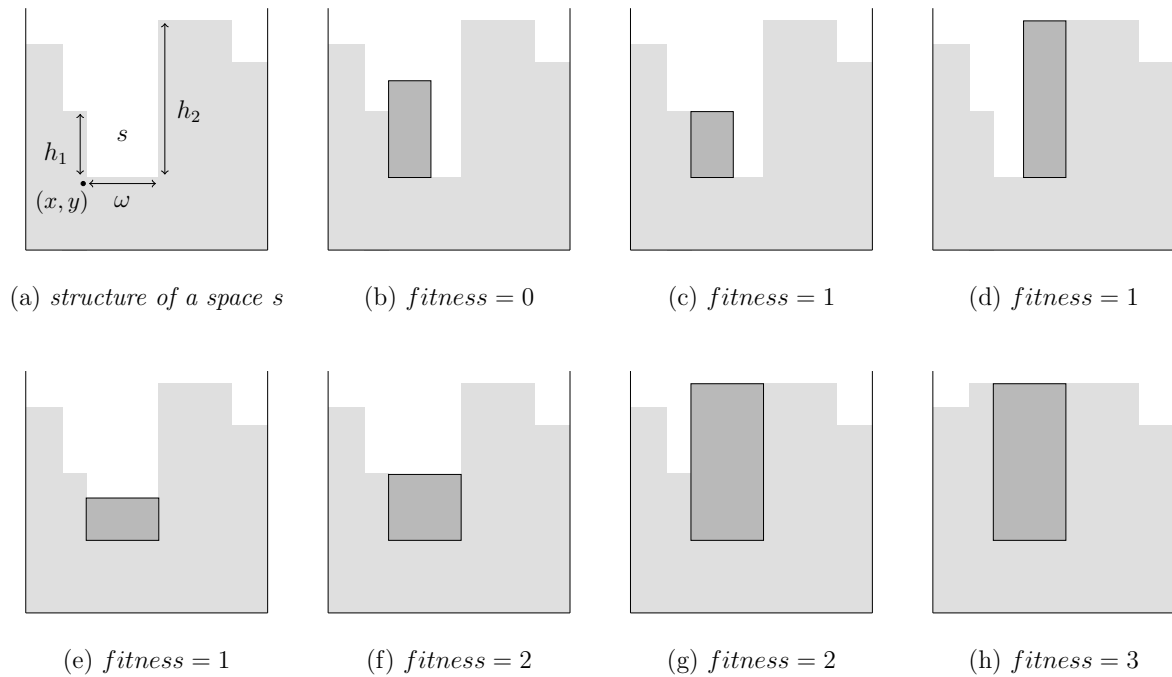 h₂
s
h₁
(x, y)
ω
(a) structure of a space s
(b) fitness = 0
(c) fitness = 1
(d) fitness = 1
(e) fitness = 1
(f) fitness = 2
(g) fitness = 2
(h) fitness = 3